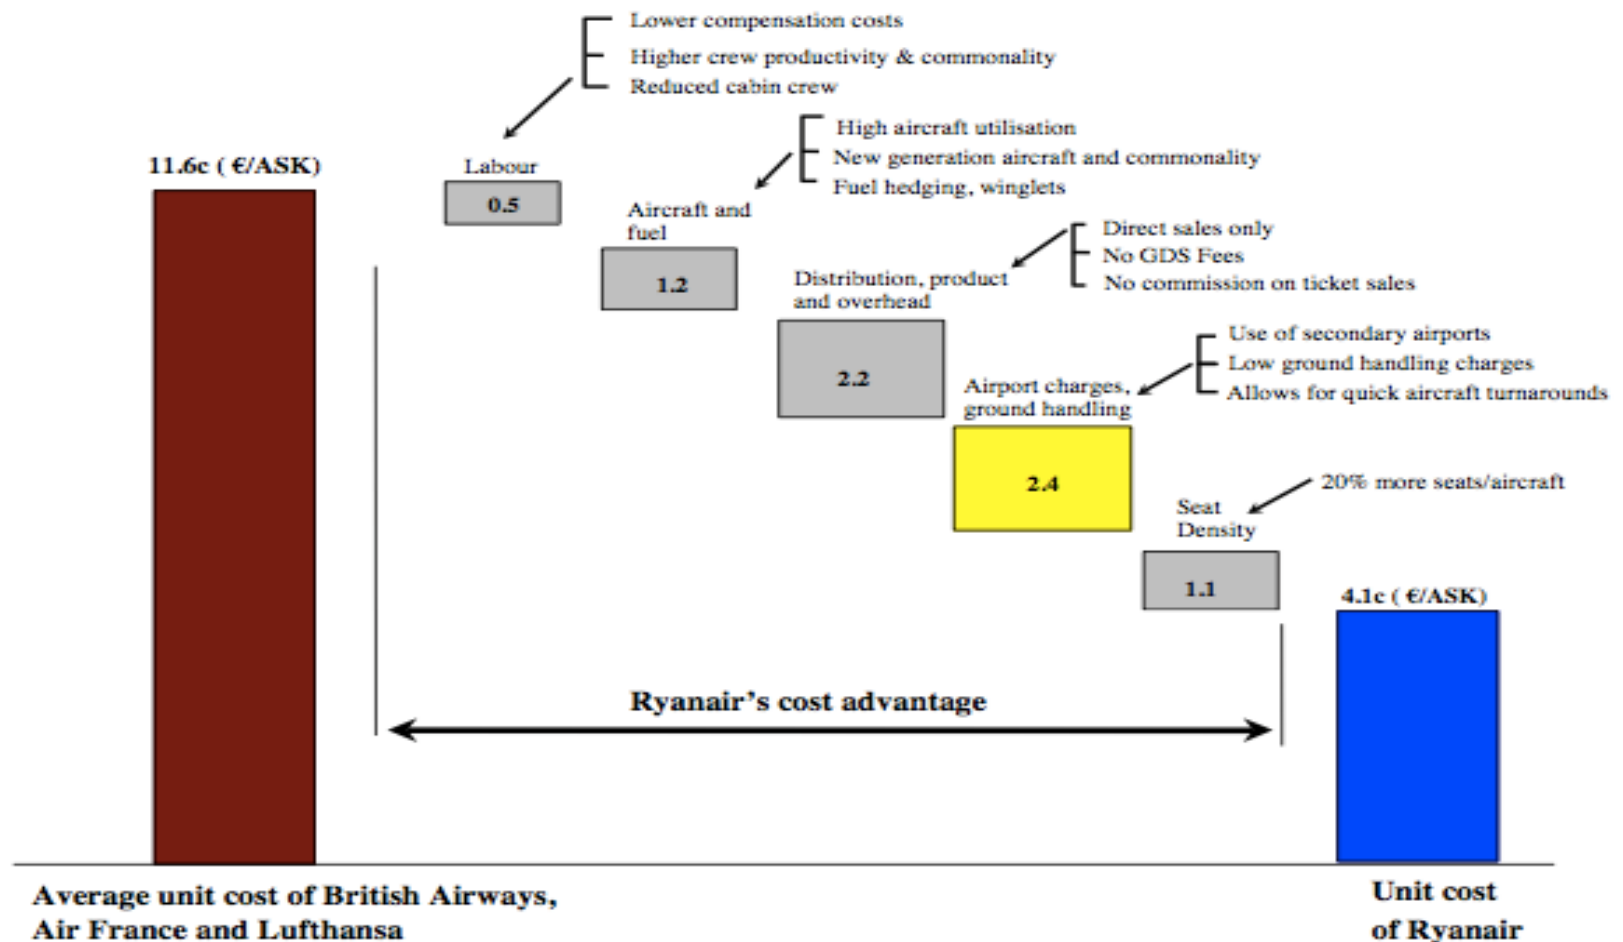 Lower compensation costs
Higher crew productivity & commonality
Reduced cabin crew
High aircraft utilisation
New generation aircraft and commonality
Fuel hedging, winglets
11.6c ( €/ASK)
Labour
0.5
Aircraft and
fuel
1.2
Direct sales only
No GDS Fees
No commission on ticket sales
Distribution, product
and overhead
2.2
Use of secondary airports
Low ground handling charges
Allows for quick aircraft turnarounds
Airport charges,
ground handling
2.4
20% more seats/aircraft
Seat
Density
1.1
4.1c ( €/ASK)
Ryanair’s cost advantage
Average unit cost of British Airways,
Air France and Lufthansa
Unit cost
of Ryanair